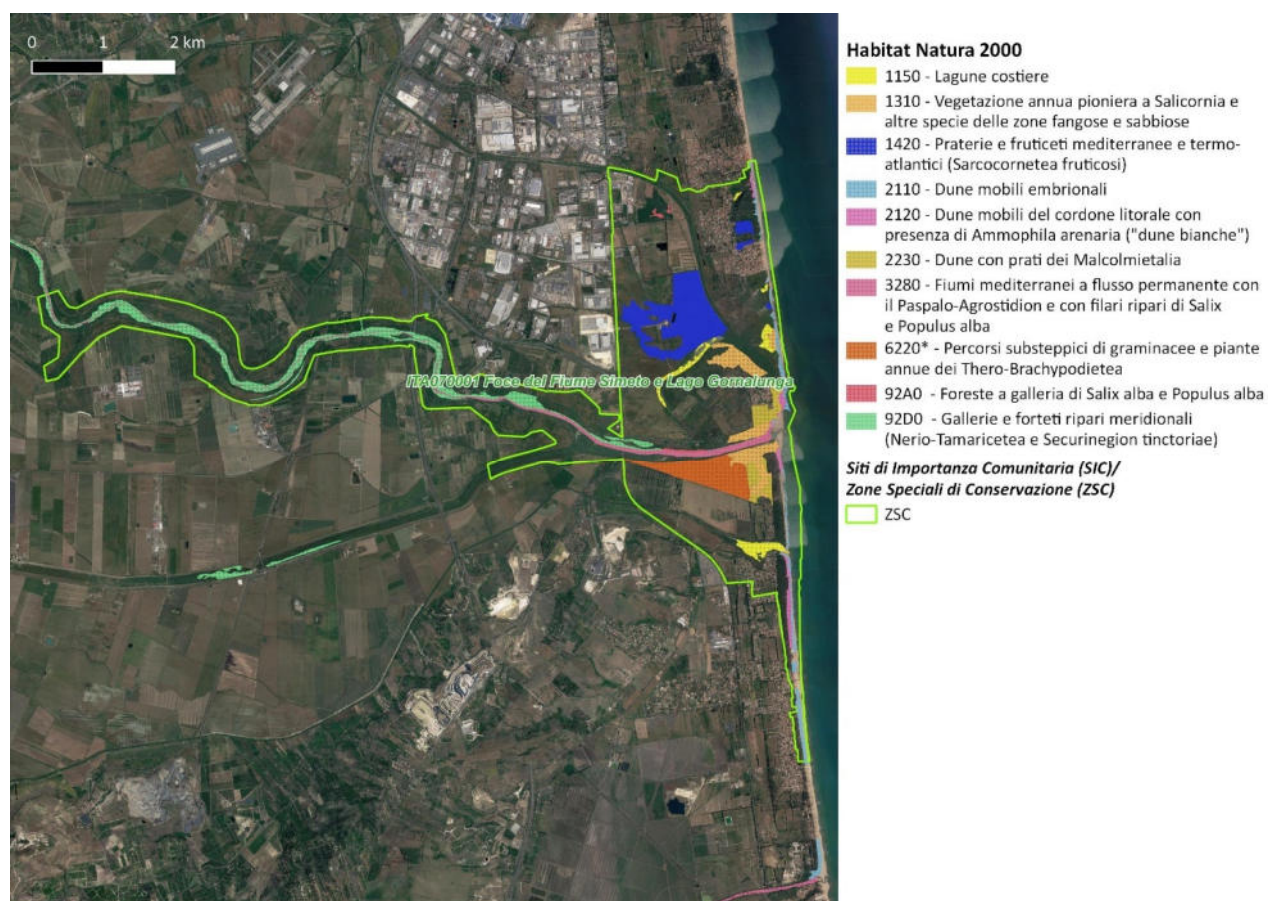 0 1 2 km
ITA070001 Foce del Fiume Simeto e Lago Gornalunga
Habitat Natura 2000
1150 - Lagune costiere
1310 - Vegetazione annua pioniera a Salicornia e
altre specie delle zone fangose e sabbiose
1420 - Praterie e fruticeti mediterranee e termo-
atlantici (Sarcocornetea fruticosi)
2110 - Dune mobili embrionali
2120 - Dune mobili del cordone litorale con
presenza di Ammophila arenaria ("dune bianche")
2230 - Dune con prati dei Malcolmietalia
3280 - Fiumi mediterranei a flusso permanente con
il Paspalo-Agrostidion e con filari ripari di Salix
e Populus alba
6220* - Percorsi substeppici di graminacee e piante
annue dei Thero-Brachypodietea
92A0 - Foreste a galleria di Salix alba e Populus alba
92D0 - Gallerie e forteti ripari meridionali
(Nerio-Tamaricetea e Securinegion tinctoriae)
Siti di Importanza Comunitaria (SIC)/
Zone Speciali di Conservazione (ZSC)
ZSC